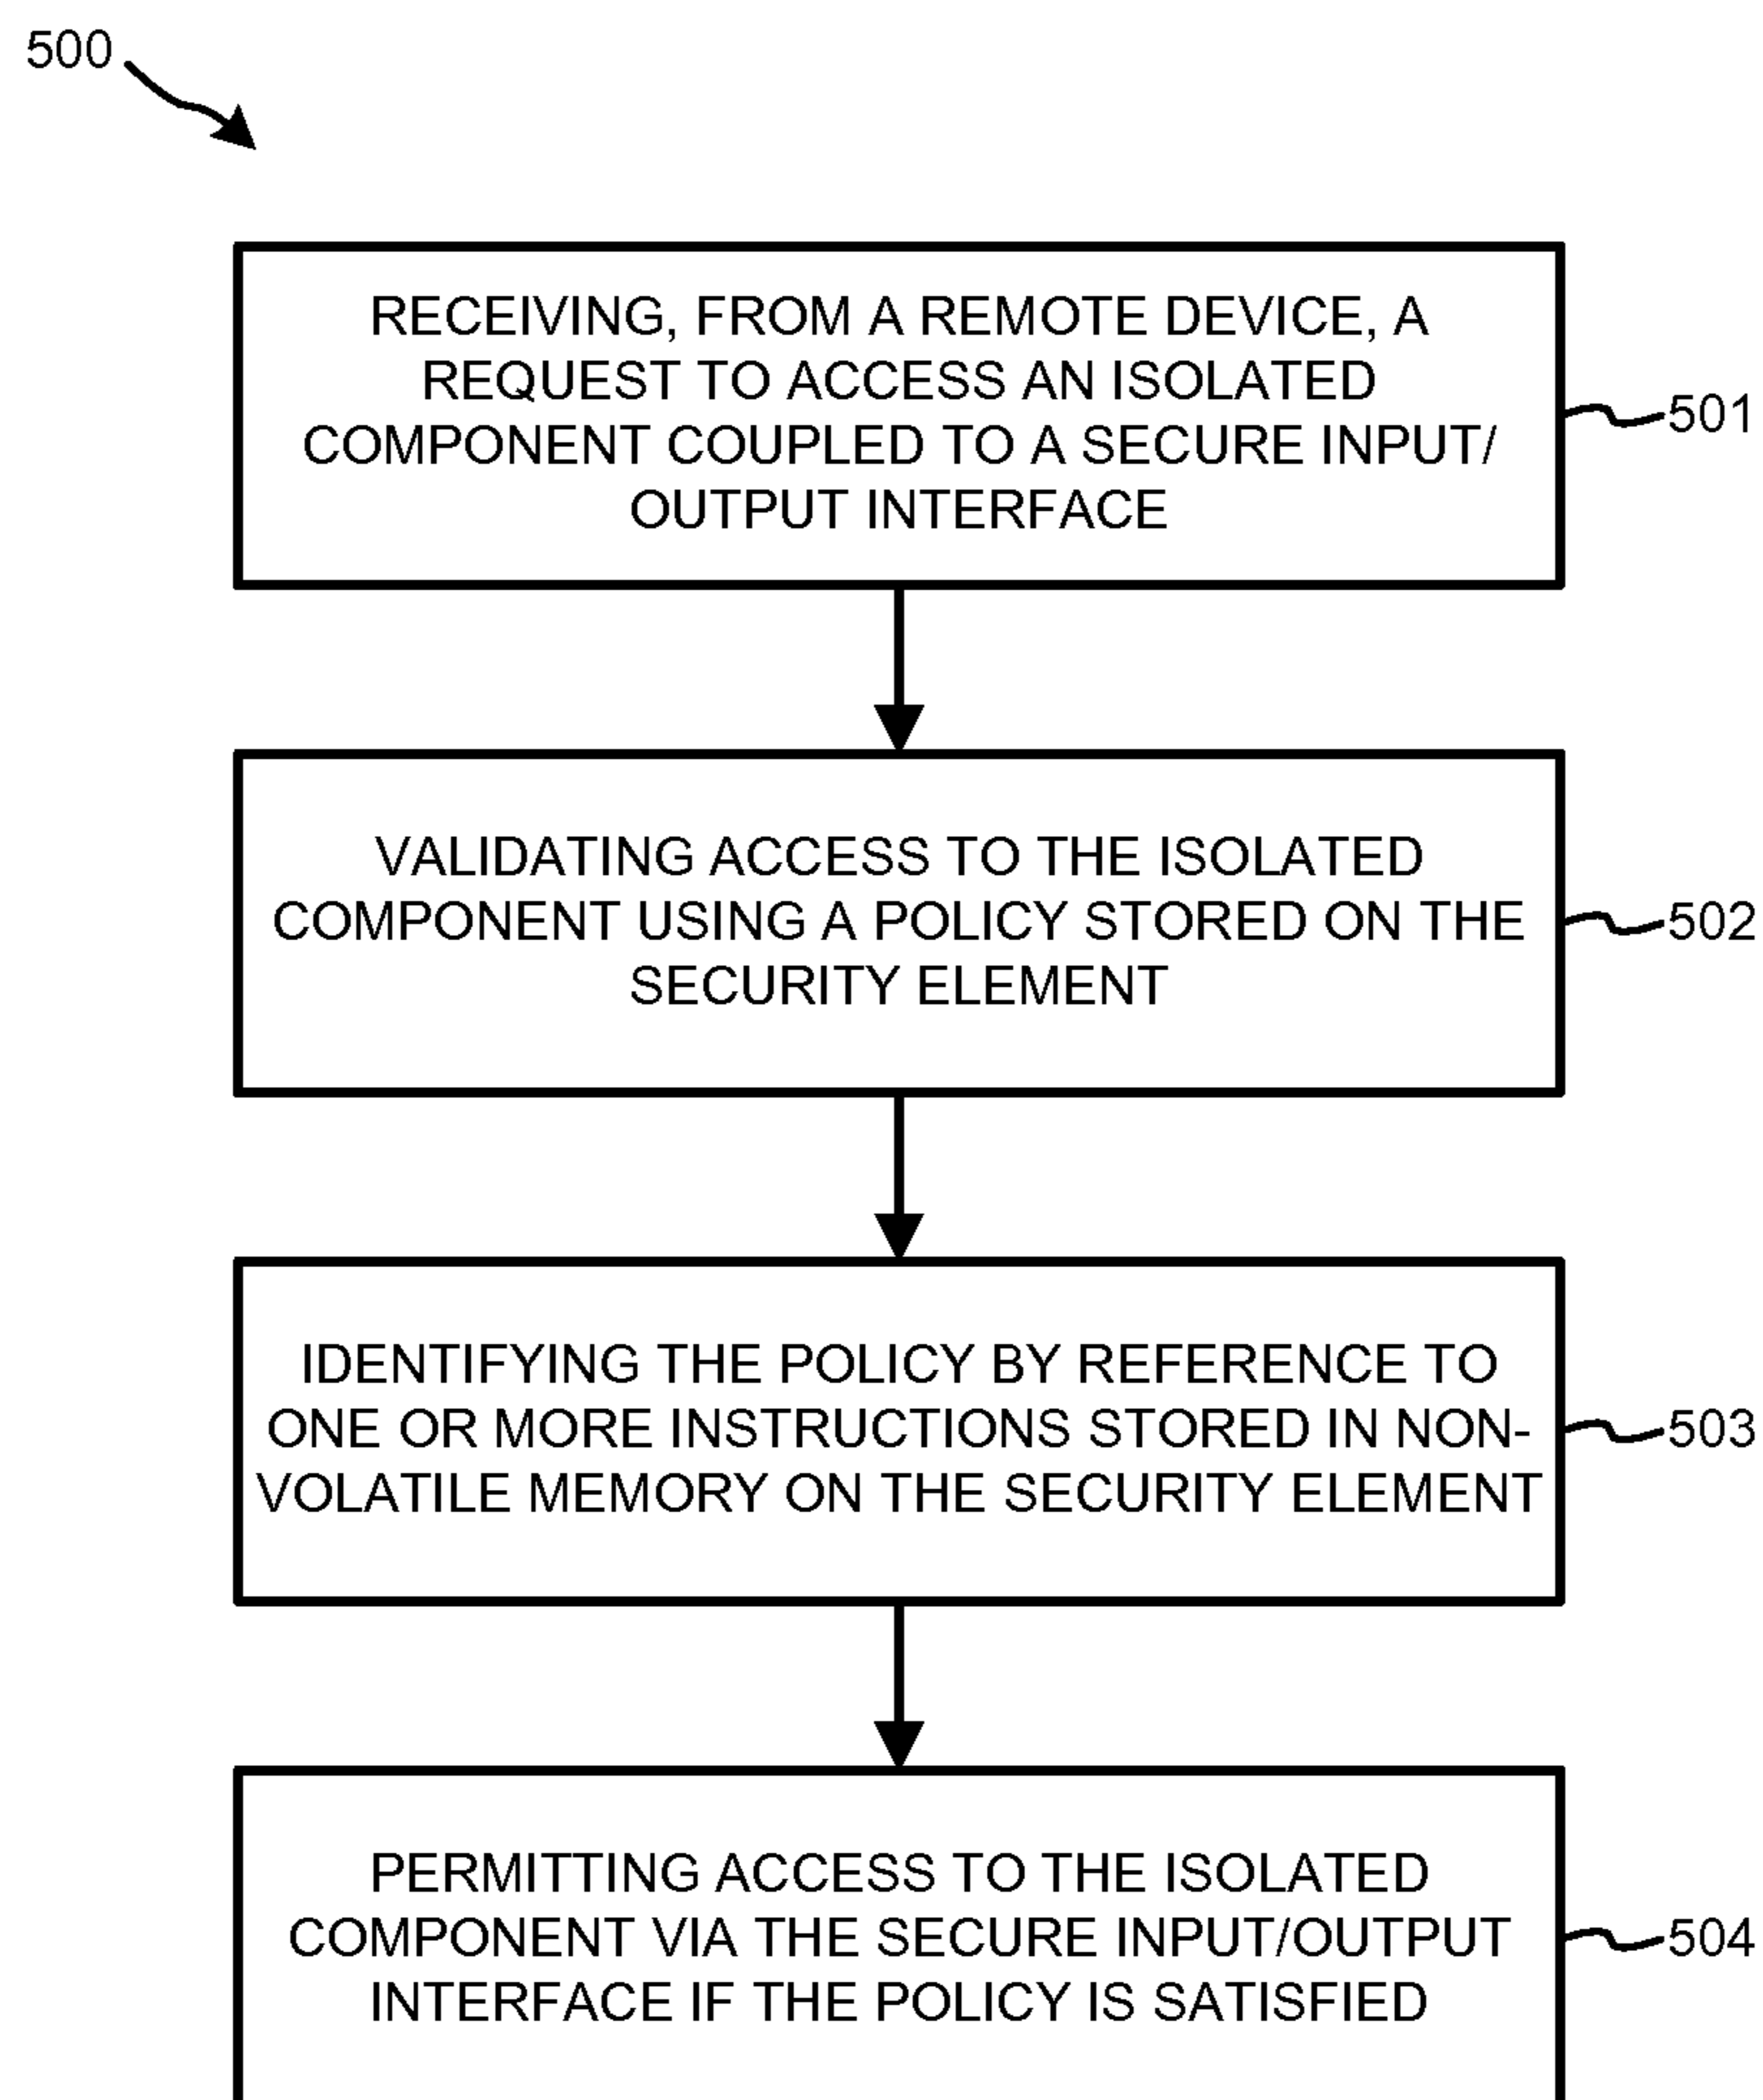 500
RECEIVING, FROM A REMOTE DEVICE, A
REQUEST TO ACCESS AN ISOLATED
COMPONENT COUPLED TO A SECURE INPUT/
OUTPUT INTERFACE
501
VALIDATING ACCESS TO THE ISOLATED
COMPONENT USING A POLICY STORED ON THE
SECURITY ELEMENT
502
IDENTIFYING THE POLICY BY REFERENCE TO
ONE OR MORE INSTRUCTIONS STORED IN NON-
VOLATILE MEMORY ON THE SECURITY ELEMENT
503
PERMITTING ACCESS TO THE ISOLATED
COMPONENT VIA THE SECURE INPUT/OUTPUT
INTERFACE IF THE POLICY IS SATISFIED
504